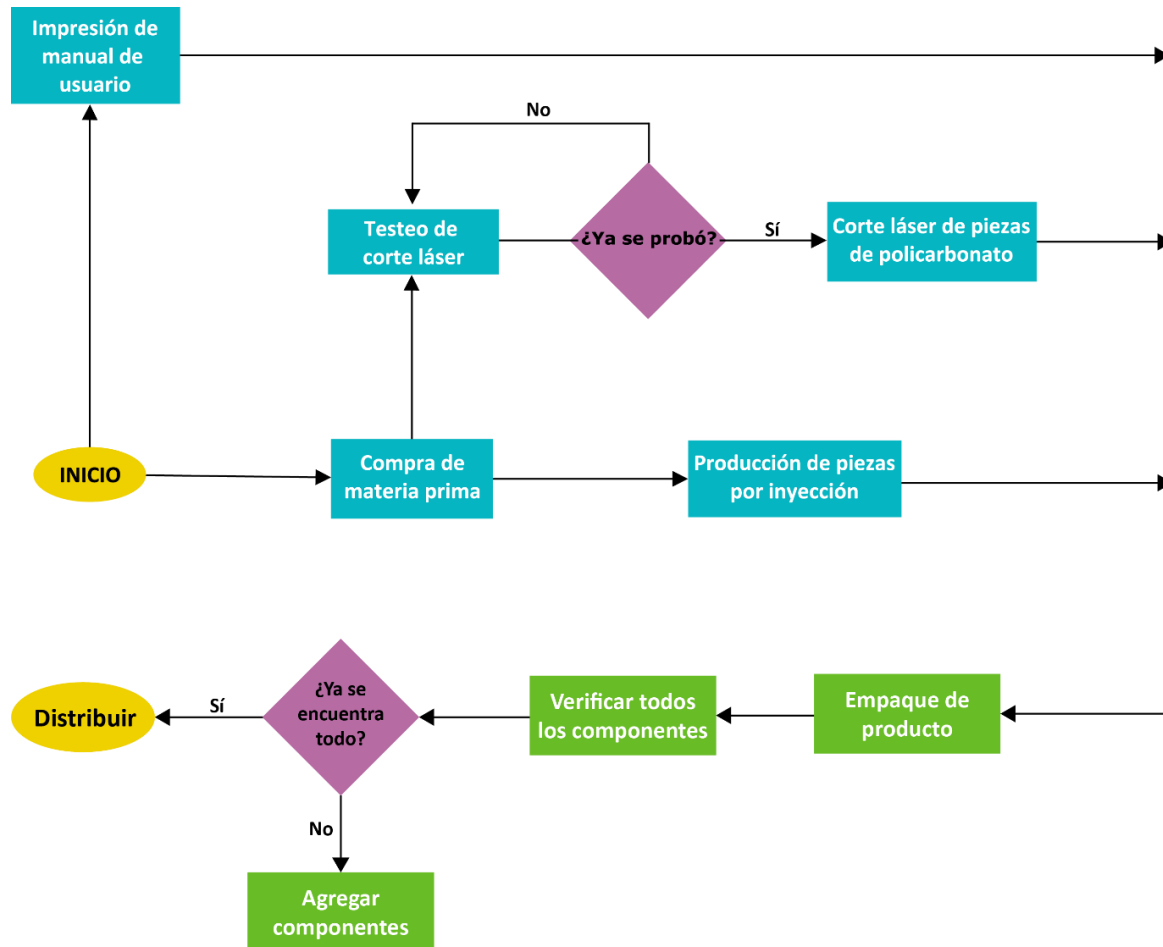 Impresión de
manual de
usuario
No
Testeo de
corte láser
¿Ya se probó?
Sí
Corte láser de piezas
de policarbonato
INICIO
Compra de
materia prima
Producción de piezas
por inyección
Distribuir
Sí
¿Ya se
encuentra
todo?
Verificar todos
los componentes
Empaque de
producto
No
Agregar
componentes